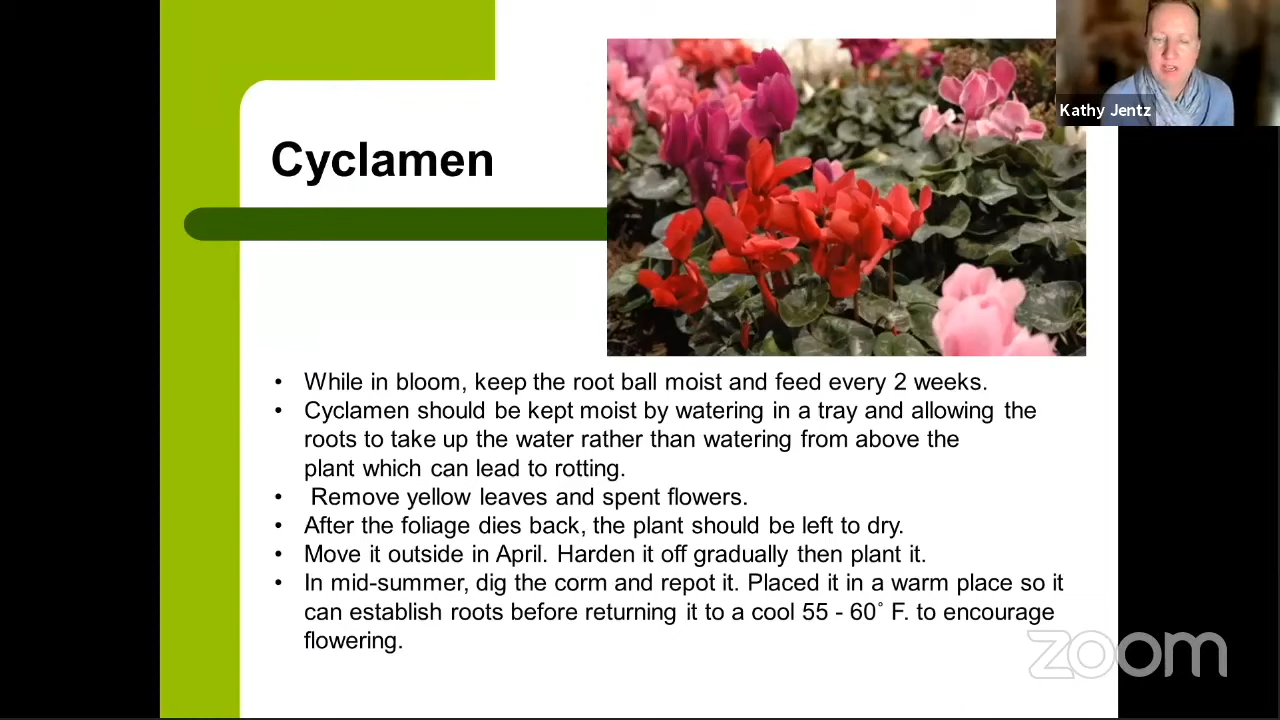 Kathy Jentz
Cyclamen
• While in bloom, keep the root ball moist and feed every 2 weeks.
• Cyclamen should be kept moist by watering in a tray and allowing the
roots to take up the water rather than watering from above the
plant which can lead to rotting.
• Remove yellow leaves and spent flowers.
• After the foliage dies back, the plant should be left to dry.
• Move it outside in April. Harden it off gradually then plant it.
• In mid-summer, dig the corm and repot it. Placed it in a warm place so it
can establish roots before returning it to a cool 55 - 60˚ F. to encourage
flowering.
zoom